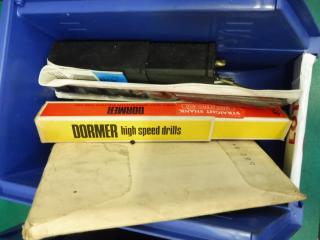 STRAIGHT SHANK
DORMER
DORMER high speed drills